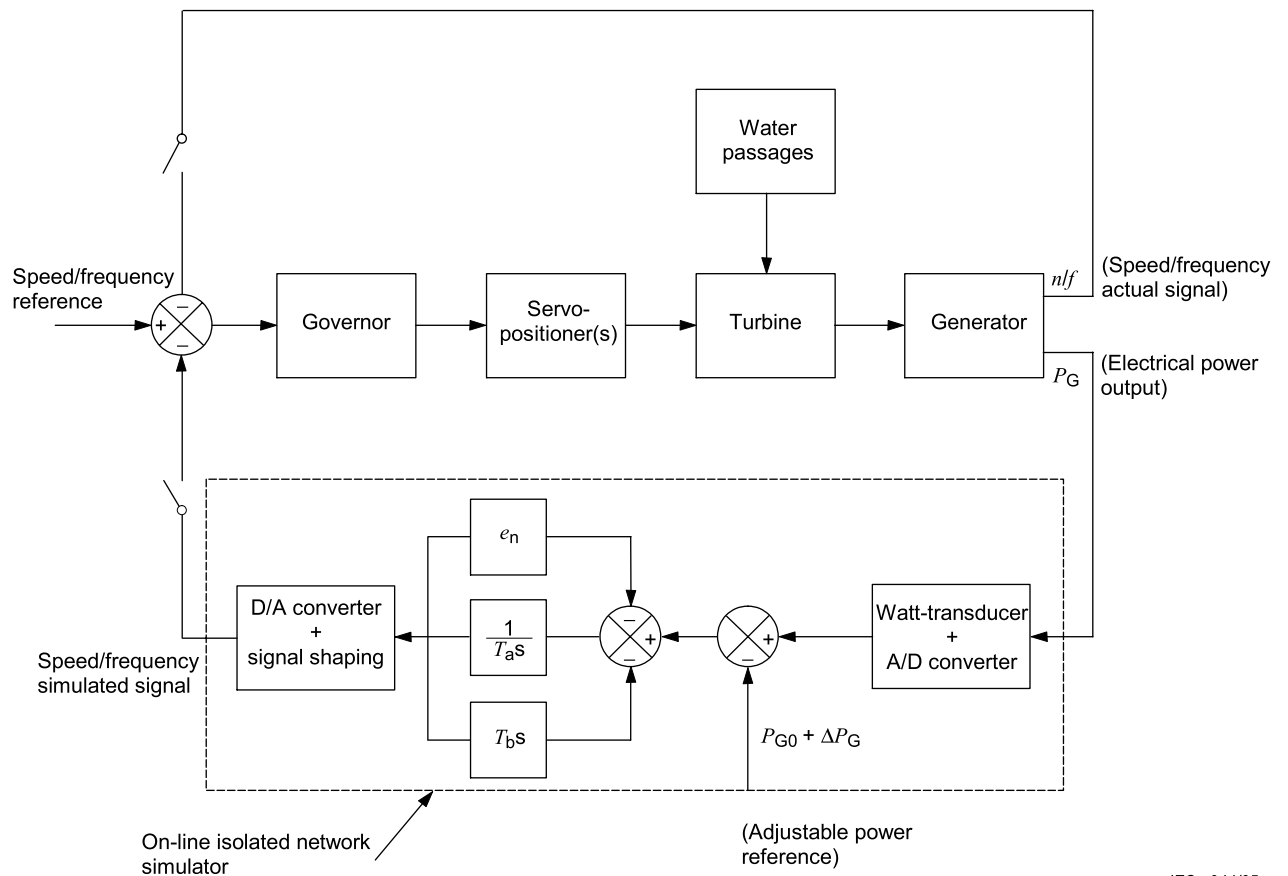 Water
passages
Speed/frequency
reference
+
−
−
Governor
Servo-
positioner(s)
Turbine
Generator
n/f
(Speed/frequency
actual signal)
P_G
(Electrical power
output)
D/A converter
+
signal shaping
e_n
1
T_a s
T_b s
−
+
−
+
−
Watt-transducer
+
A/D converter
Speed/frequency
simulated signal
P_G0 + ΔP_G
On-line isolated network
simulator
(Adjustable power
reference)